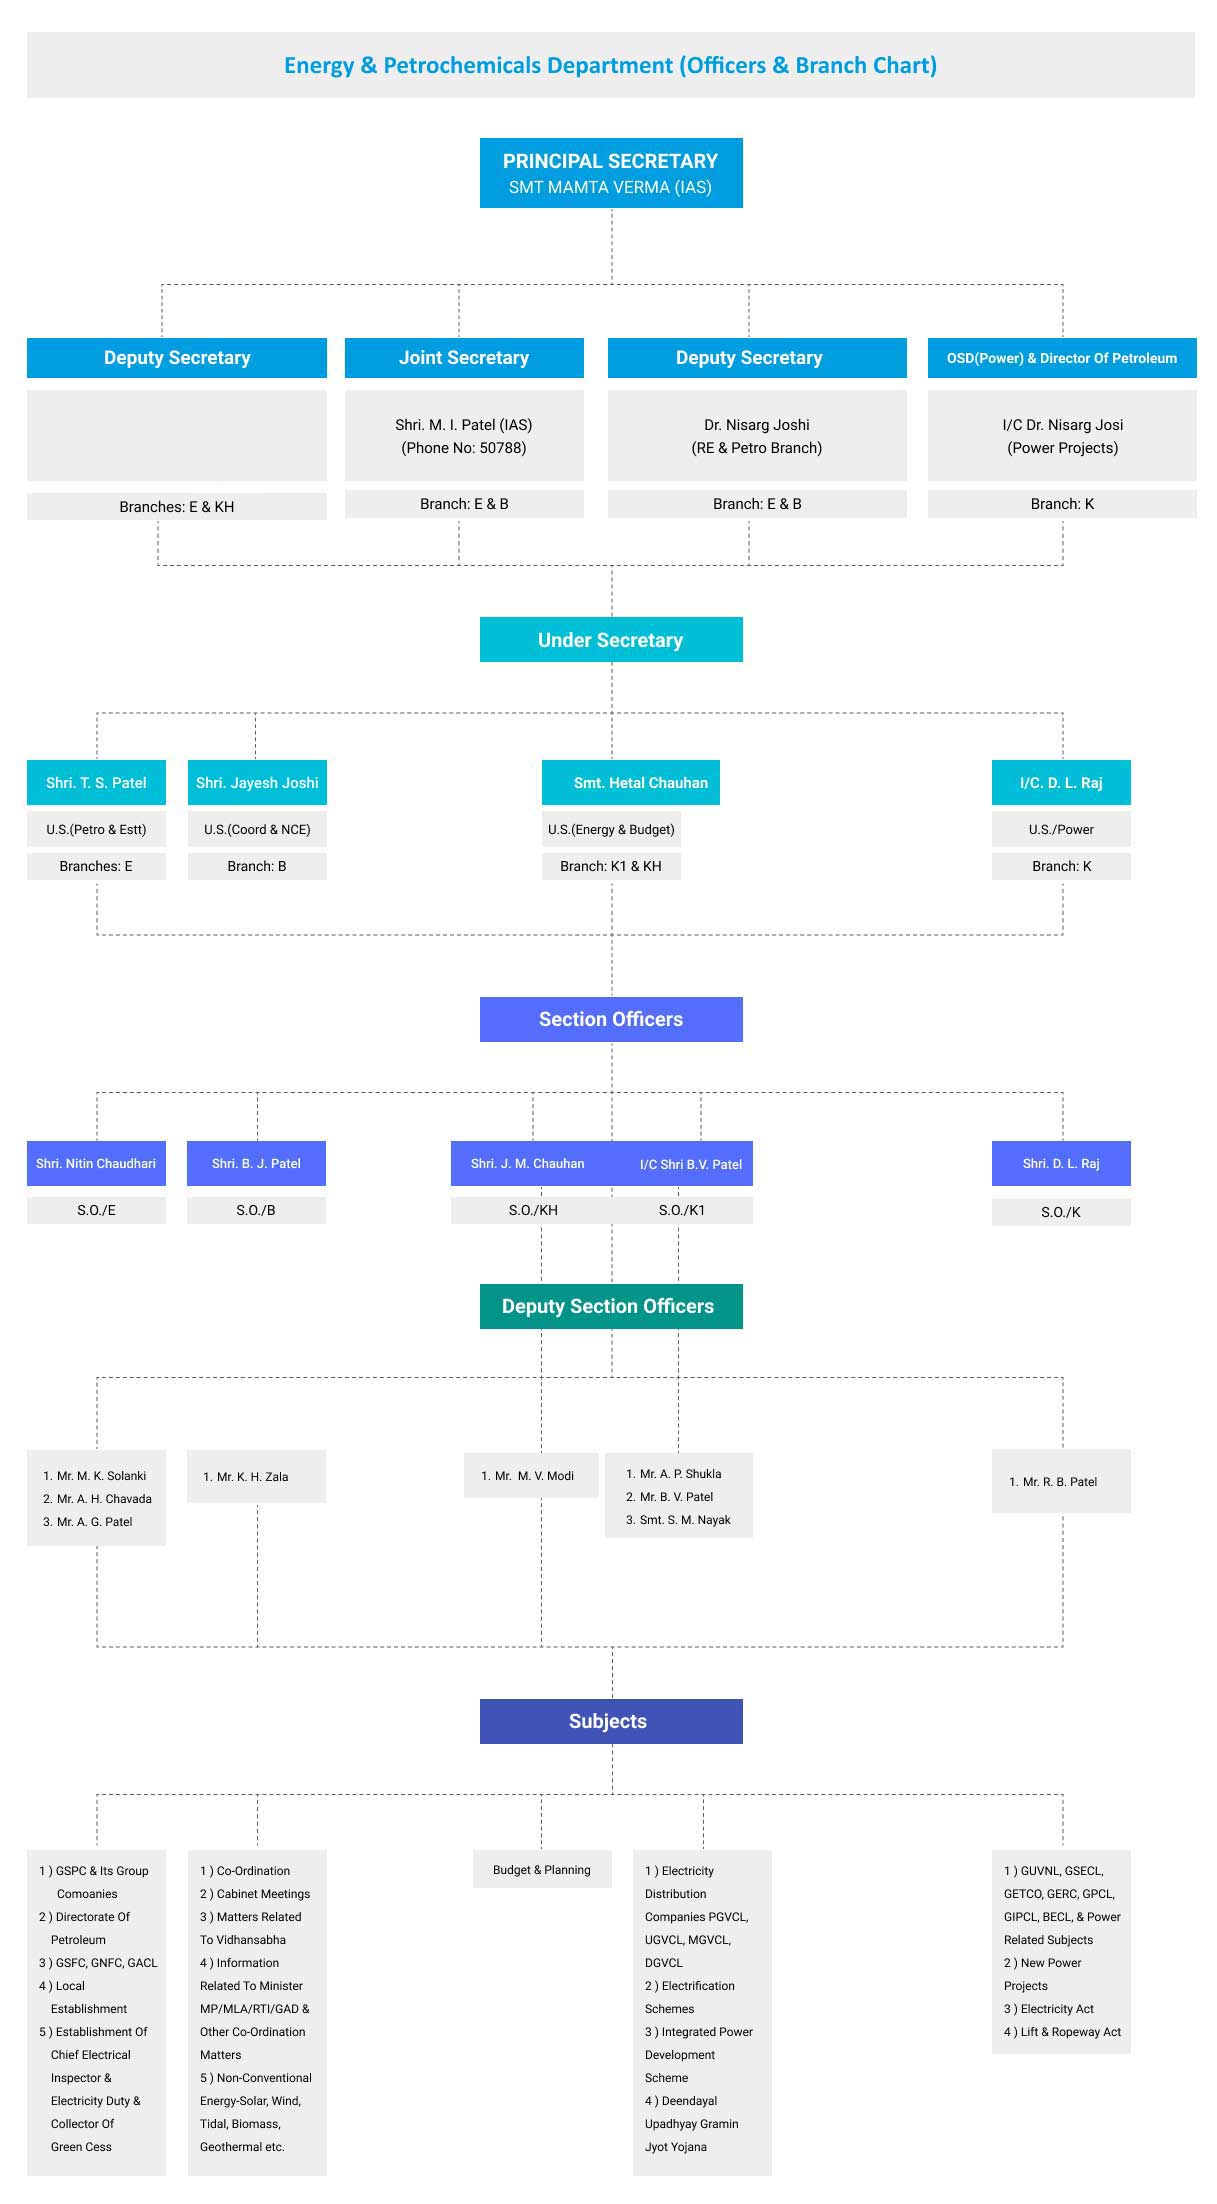 Energy & Petrochemicals Department (Officers & Branch Chart)
PRINCIPAL SECRETARY
SMT MAMTA VERMA (IAS)
Deputy Secretary
Branches: E & KH
Joint Secretary
Shri. M. I. Patel (IAS)
(Phone No: 50788)
Branch: E & B
Deputy Secretary
Dr. Nisarg Joshi
(RE & Petro Branch)
Branch: E & B
OSD(Power) & Director Of Petroleum
I/C Dr. Nisarg Josi
(Power Projects)
Branch: K
Under Secretary
Shri. T. S. Patel
U.S.(Petro & Estt)
Branches: E
Shri. Jayesh Joshi
U.S.(Coord & NCE)
Branch: B
Smt. Hetal Chauhan
U.S.(Energy & Budget)
Branch: K1 & KH
I/C. D. L. Raj
U.S./Power
Branch: K
Section Officers
Shri. Nitin Chaudhari
S.O./E
Shri. B. J. Patel
S.O./B
Shri. J. M. Chauhan
S.O./KH
I/C Shri B.V. Patel
S.O./K1
Shri. D. L. Raj
S.O./K
Deputy Section Officers
1. Mr. M. K. Solanki
2. Mr. A. H. Chavada
3. Mr. A. G. Patel
1. Mr. K. H. Zala
1. Mr. M. V. Modi
1. Mr. A. P. Shukla
2. Mr. B. V. Patel
3. Smt. S. M. Nayak
1. Mr. R. B. Patel
Subjects
1 ) GSPC & Its Group
Comoanies
2 ) Directorate Of
Petroleum
3 ) GSFC, GNFC, GACL
4 ) Local
Establishment
5 ) Establishment Of
Chief Electrical
Inspector &
Electricity Duty &
Collector Of
Green Cess
1 ) Co-Ordination
2 ) Cabinet Meetings
3 ) Matters Related
To Vidhansabha
4 ) Information
Related To Minister
MP/MLA/RTI/GAD &
Other Co-Ordination
Matters
5 ) Non-Conventional
Energy-Solar, Wind,
Tidal, Biomass,
Geothermal etc.
Budget & Planning
1 ) Electricity
Distribution
Companies PGVCL,
UGVCL, MGVCL,
DGVCL
2 ) Electrification
Schemes
3 ) Integrated Power
Development
Scheme
4 ) Deendayal
Upadhyay Gramin
Jyot Yojana
1 ) GUVNL, GSECL,
GETCO, GERC, GPCL,
GIPCL, BECL, & Power
Related Subjects
2 ) New Power
Projects
3 ) Electricity Act
4 ) Lift & Ropeway Act